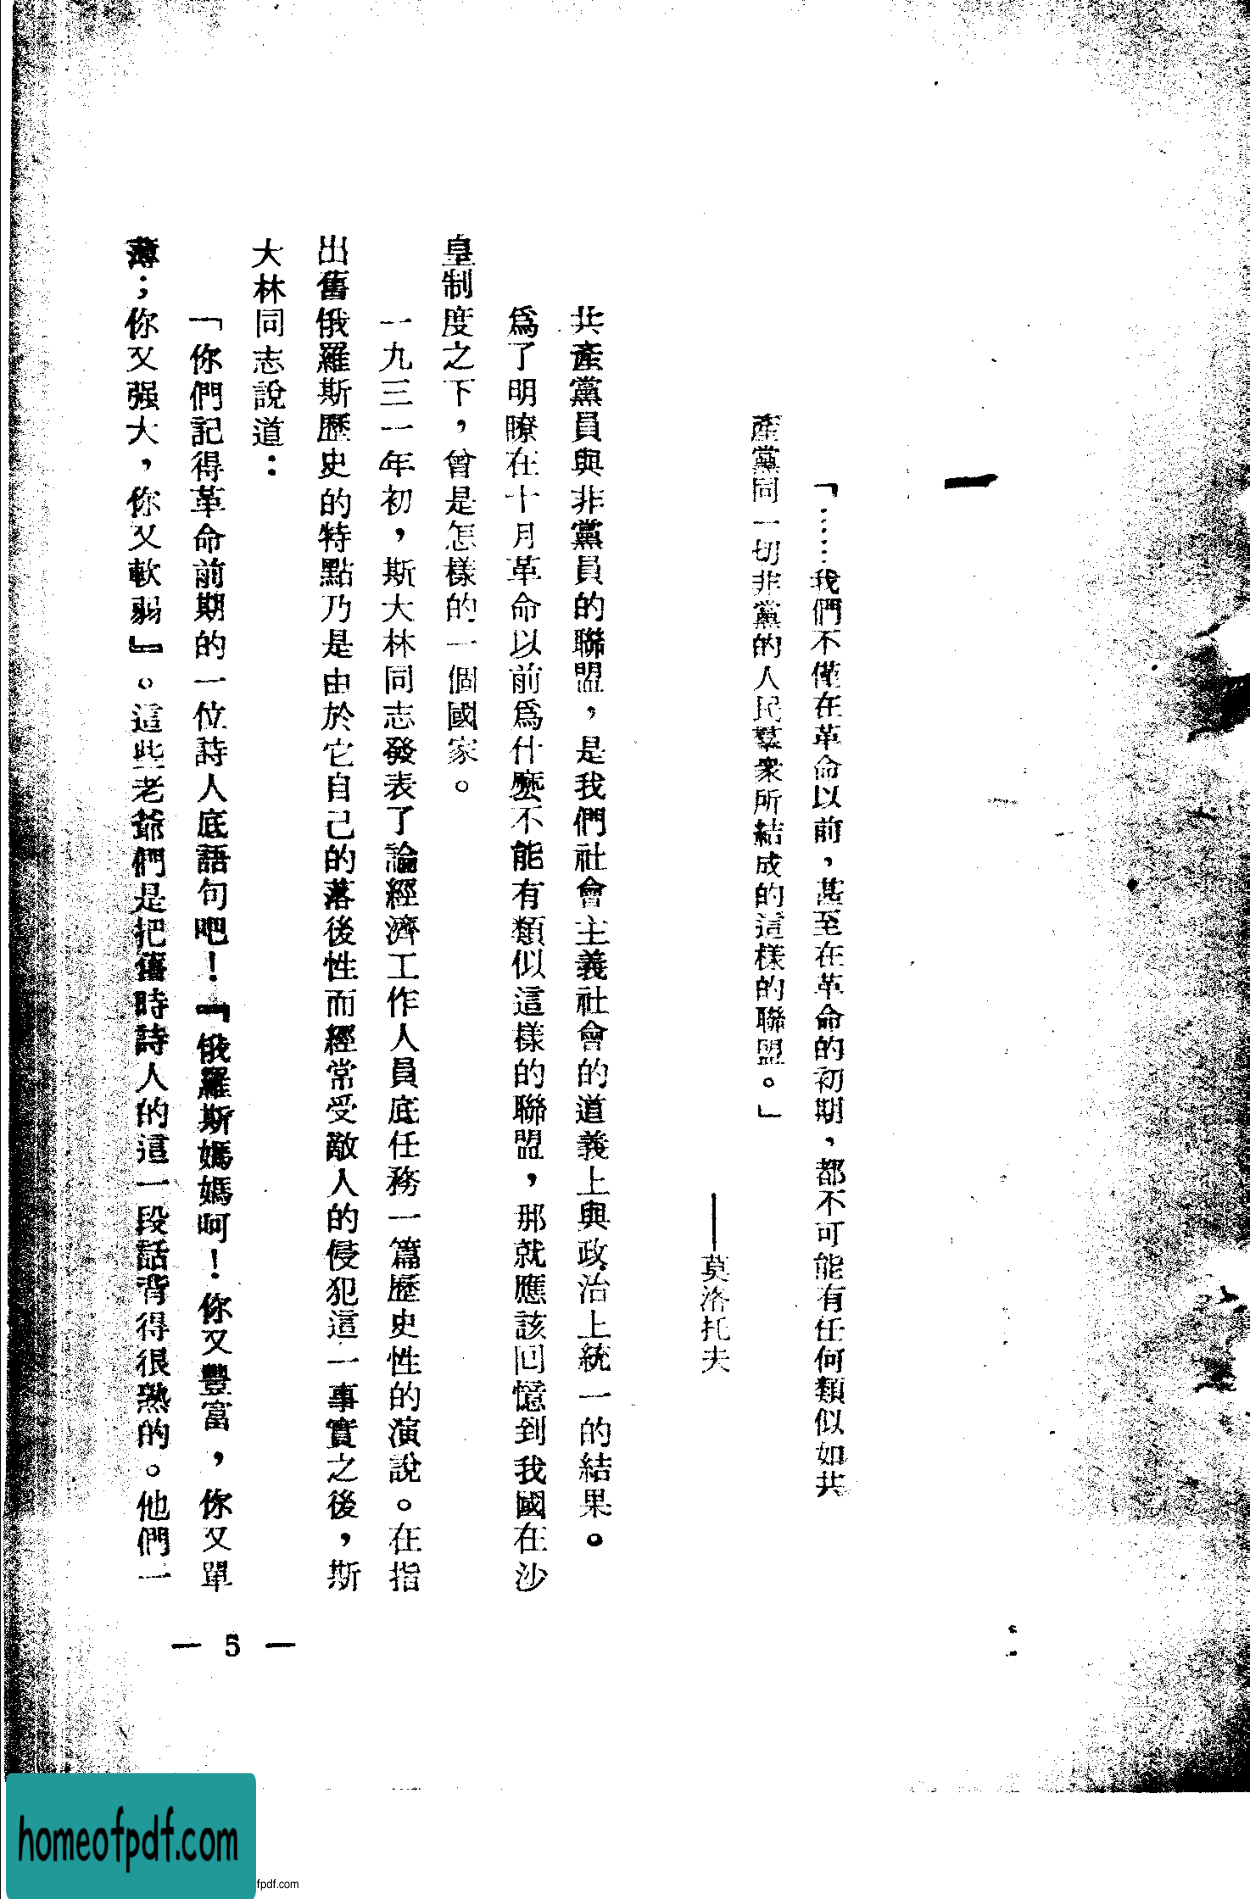 一
「……我們不僅在革命以前，甚至在革命的初期，都不可能有任何類似如共
產黨同一切非黨的人民羣衆所結成的這樣的聯盟。」
——莫洛托夫
共產黨員與非黨員的聯盟，是我們社會主義社會的道義上與政治上統一的結果。
爲了明瞭在十月革命以前爲什麽不能有類似這樣的聯盟，那就應該回憶到我國在沙
皇制度之下，曾是怎樣的一個國家。
一九三一年初，斯大林同志發表了論經濟工作人員底任務一篇歷史性的演說。在指
出舊俄羅斯歷史的特點乃是由於它自己的落後性而經常受敵人的侵犯這一事實之後，斯
大林同志說道：
「你們記得革命前期的一位詩人底語句吧！『俄羅斯媽媽呵！你又豐富，你又單
薄；你又强大，你又軟弱』。這些老爺們是把舊時詩人的這一段話背得很熟的。他們一
— 5 —
homeofpdf.com
fpdf.com